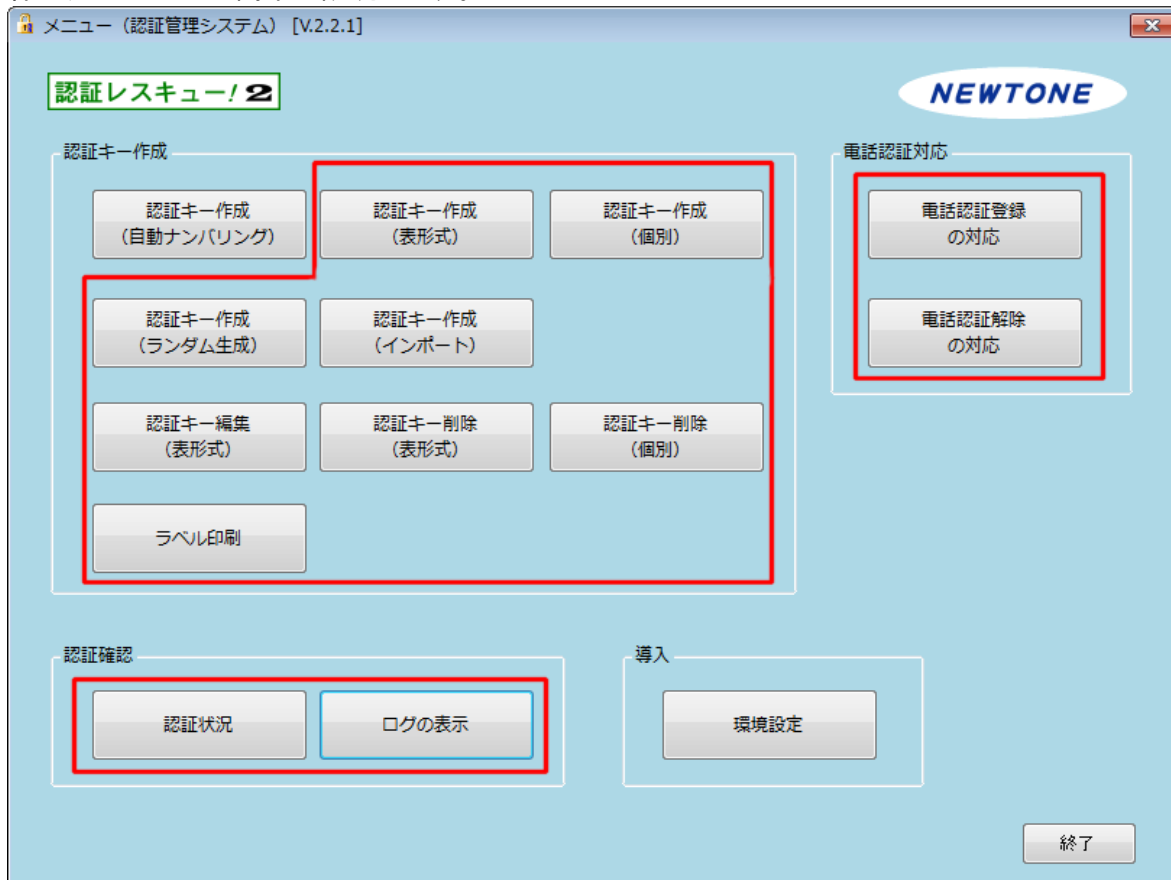 メニュー（認証管理システム） [V.2.2.1]
認証レスキュー！2
NEWTONE
認証キー作成
電話認証対応
認証キー作成
（自動ナンバリング）
認証キー作成
（表形式）
認証キー作成
（個別）
電話認証登録
の対応
認証キー作成
（ランダム生成）
認証キー作成
（インポート）
電話認証解除
の対応
認証キー編集
（表形式）
認証キー削除
（表形式）
認証キー削除
（個別）
ラベル印刷
認証確認
導入
認証状況
ログの表示
環境設定
終了